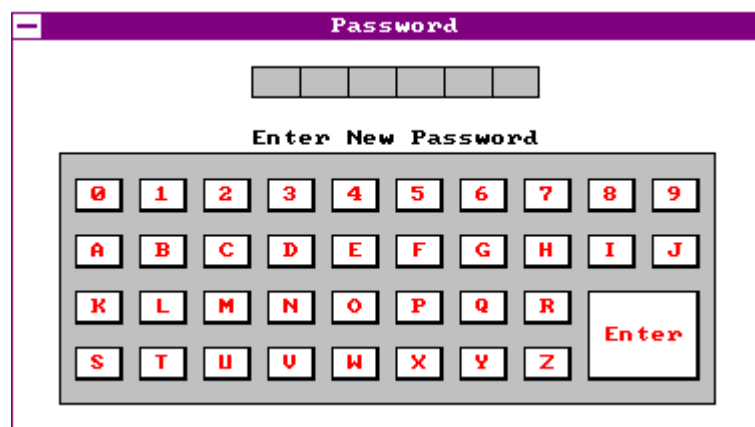 Password
Enter New Password
0 1 2 3 4 5 6 7 8 9
A B C D E F G H I J
K L M N O P Q R
Enter
S T U V W X Y Z